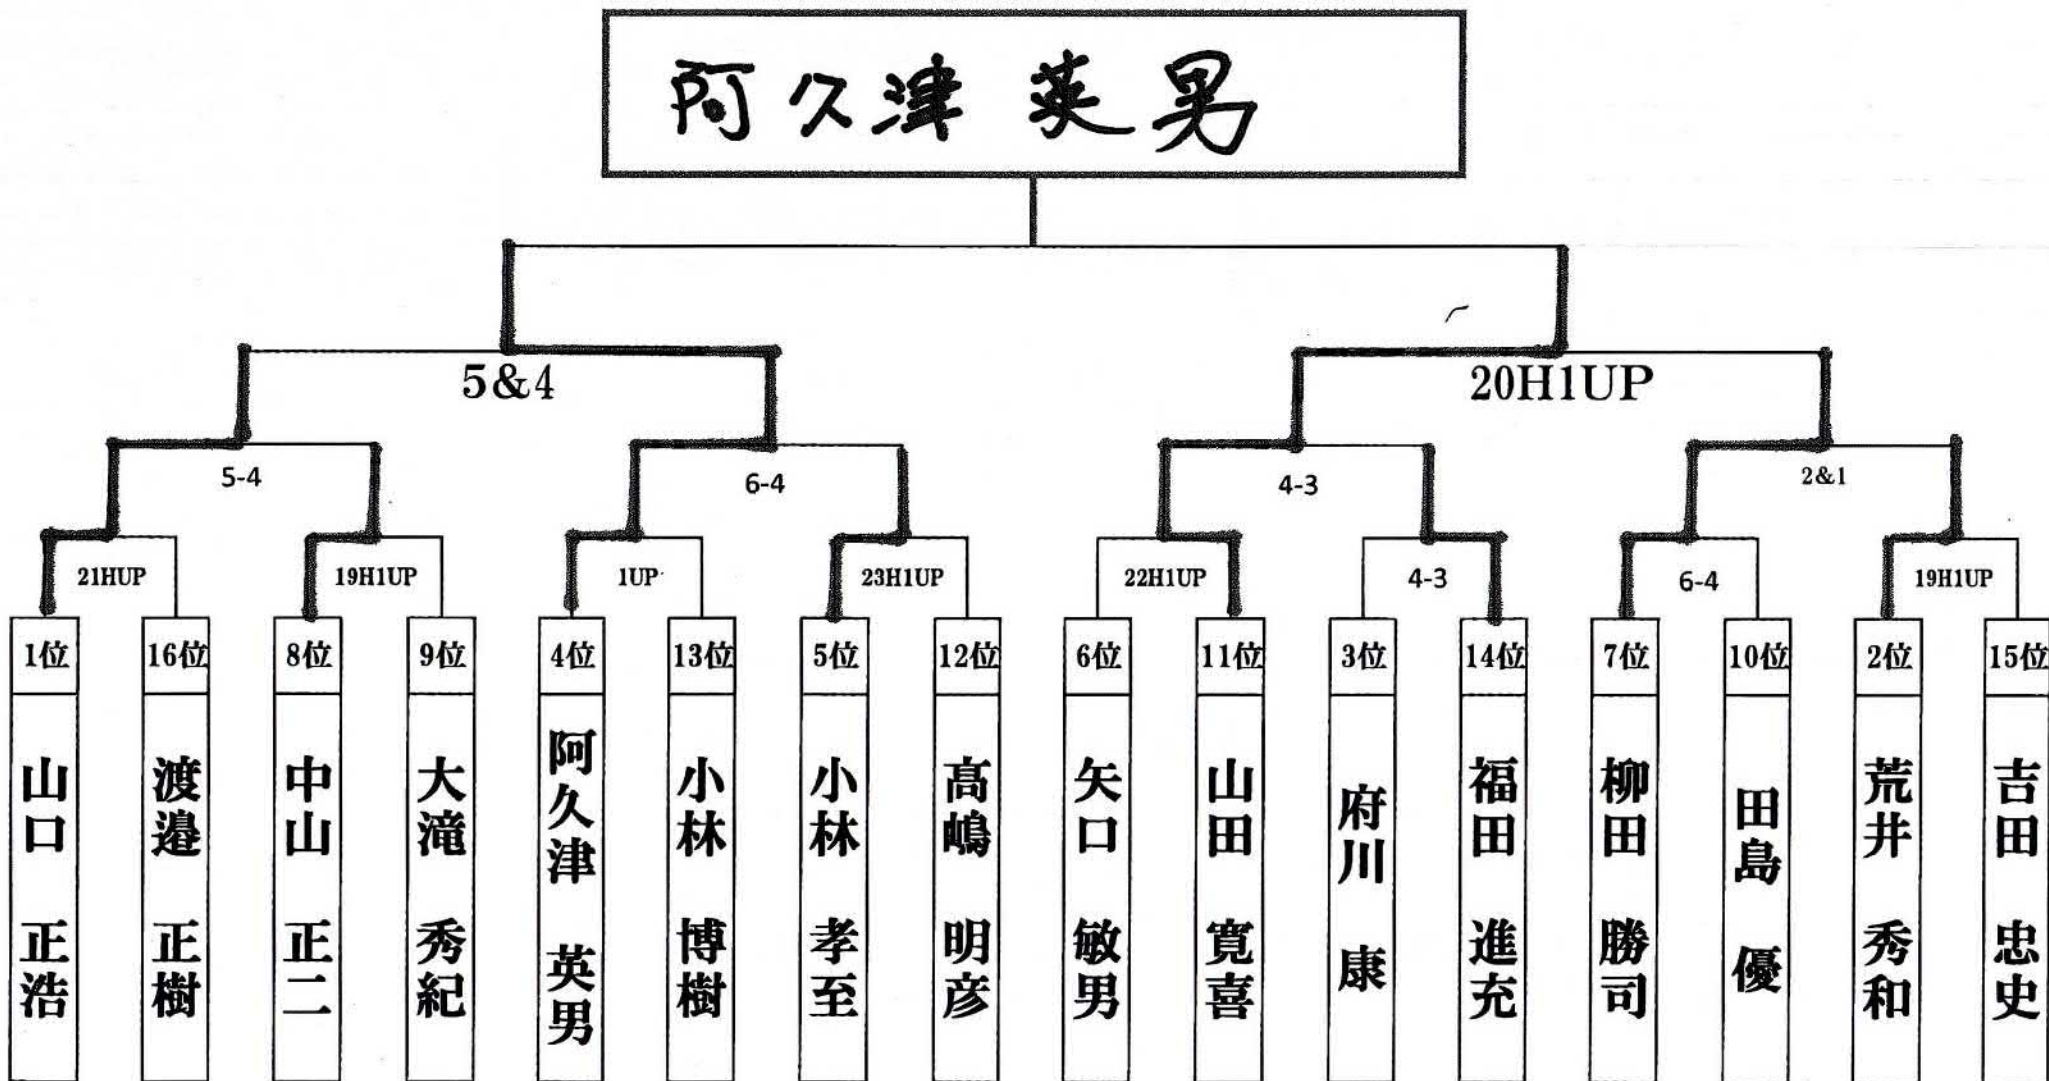 阿久津 英男
5&4
20H1UP
5-4
6-4
4-3
2&1
21HUP
19H1UP
1UP
23H1UP
22H1UP
4-3
6-4
19H1UP
1位
16位
8位
9位
4位
13位
5位
12位
6位
11位
3位
14位
7位
10位
2位
15位
山口 正浩
渡邉 正樹
中山 正二
大滝 秀紀
阿久津 英男
小林 博樹
小林 孝至
髙嶋 明彦
矢口 敏男
山田 寛喜
府川 康
福田 進充
柳田 勝司
田島 優
荒井 秀和
吉田 忠史